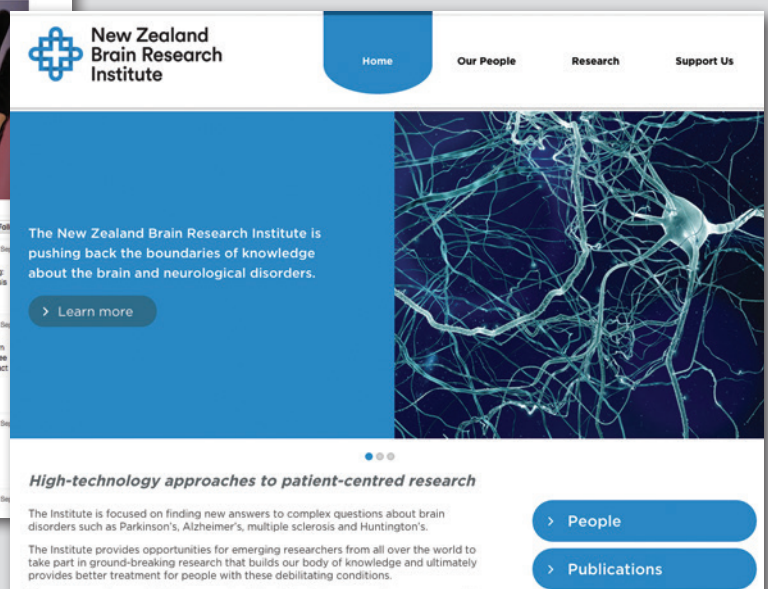 New Zealand
Brain Research
Institute
Home
Our People
Research
Support Us
The New Zealand Brain Research Institute is
pushing back the boundaries of knowledge
about the brain and neurological disorders.
> Learn more
High-technology approaches to patient-centred research
The Institute is focused on finding new answers to complex questions about brain
disorders such as Parkinson's, Alzheimer's, multiple sclerosis and Huntington's.
The Institute provides opportunities for emerging researchers from all over the world to
take part in ground-breaking research that builds our body of knowledge and ultimately
provides better treatment for people with these debilitating conditions.
> People
> Publications